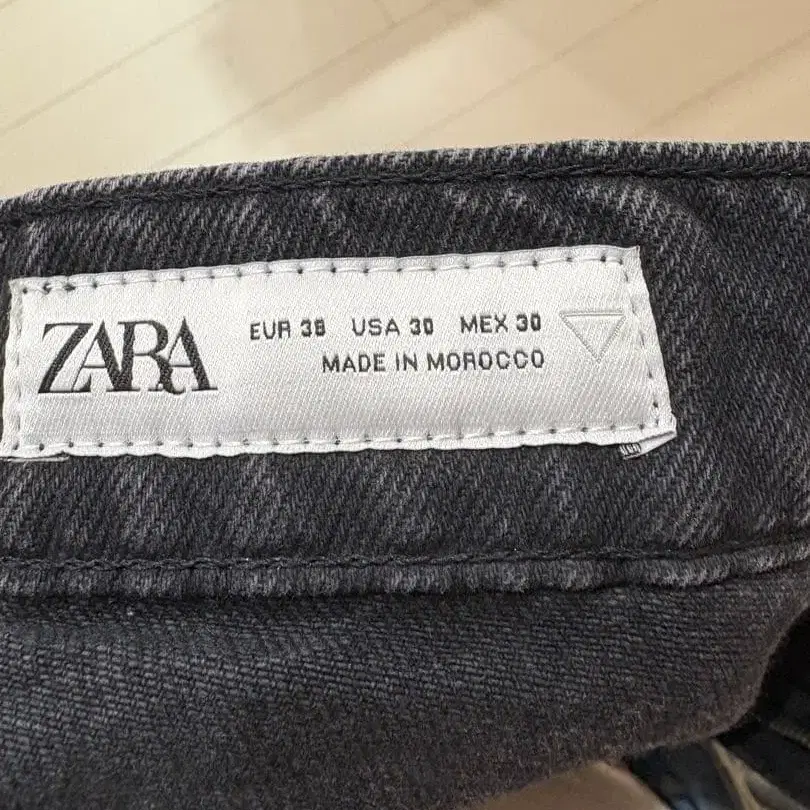 ZARA
EUR 38 USA 30 MEX 30
MADE IN MOROCCO